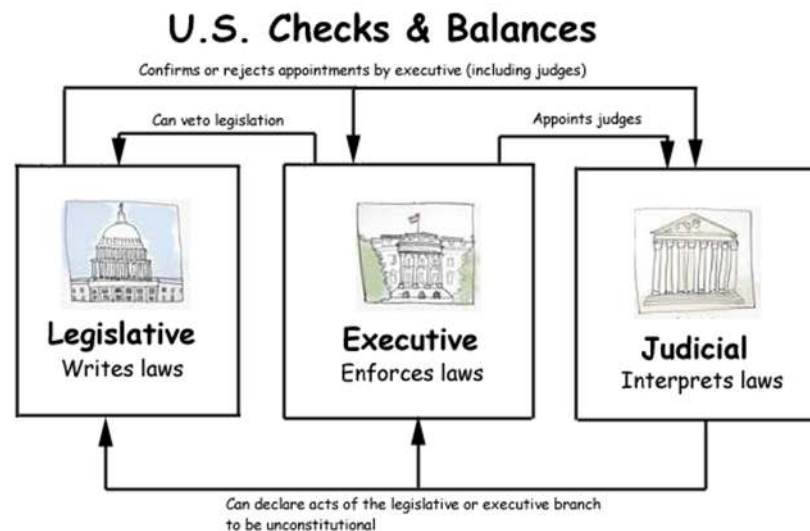 U.S. Checks & Balances
Confirms or rejects appointments by executive (including judges)
Can veto legislation
Appoints judges
Legislative
Writes laws
Executive
Enforces laws
Judicial
Interprets laws
Can declare acts of the legislative or executive branch
to be unconstitutional